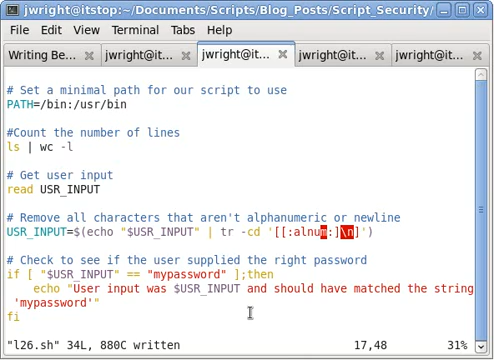 jwright@itstop:~/Documents/Scripts/Blog_Posts/Script_Security/
File Edit View Terminal Tabs Help
Writing Be... jwright@it... jwright@it... jwright@it... jwright@it...
# Set a minimal path for our script to use
PATH=/bin:/usr/bin
#Count the number of lines
ls | wc -l
# Get user input
read USR_INPUT
# Remove all characters that aren't alphanumeric or newline
USR_INPUT=$(echo "$USR_INPUT" | tr -cd '[[:alnum:]\n]')
# Check to see if the user supplied the right password
if [ "$USR_INPUT" == "mypassword" ];then
echo "User input was $USR_INPUT and should have matched the string
'mypassword'"
fi
"l26.sh" 34L, 880C written 17,48 31%